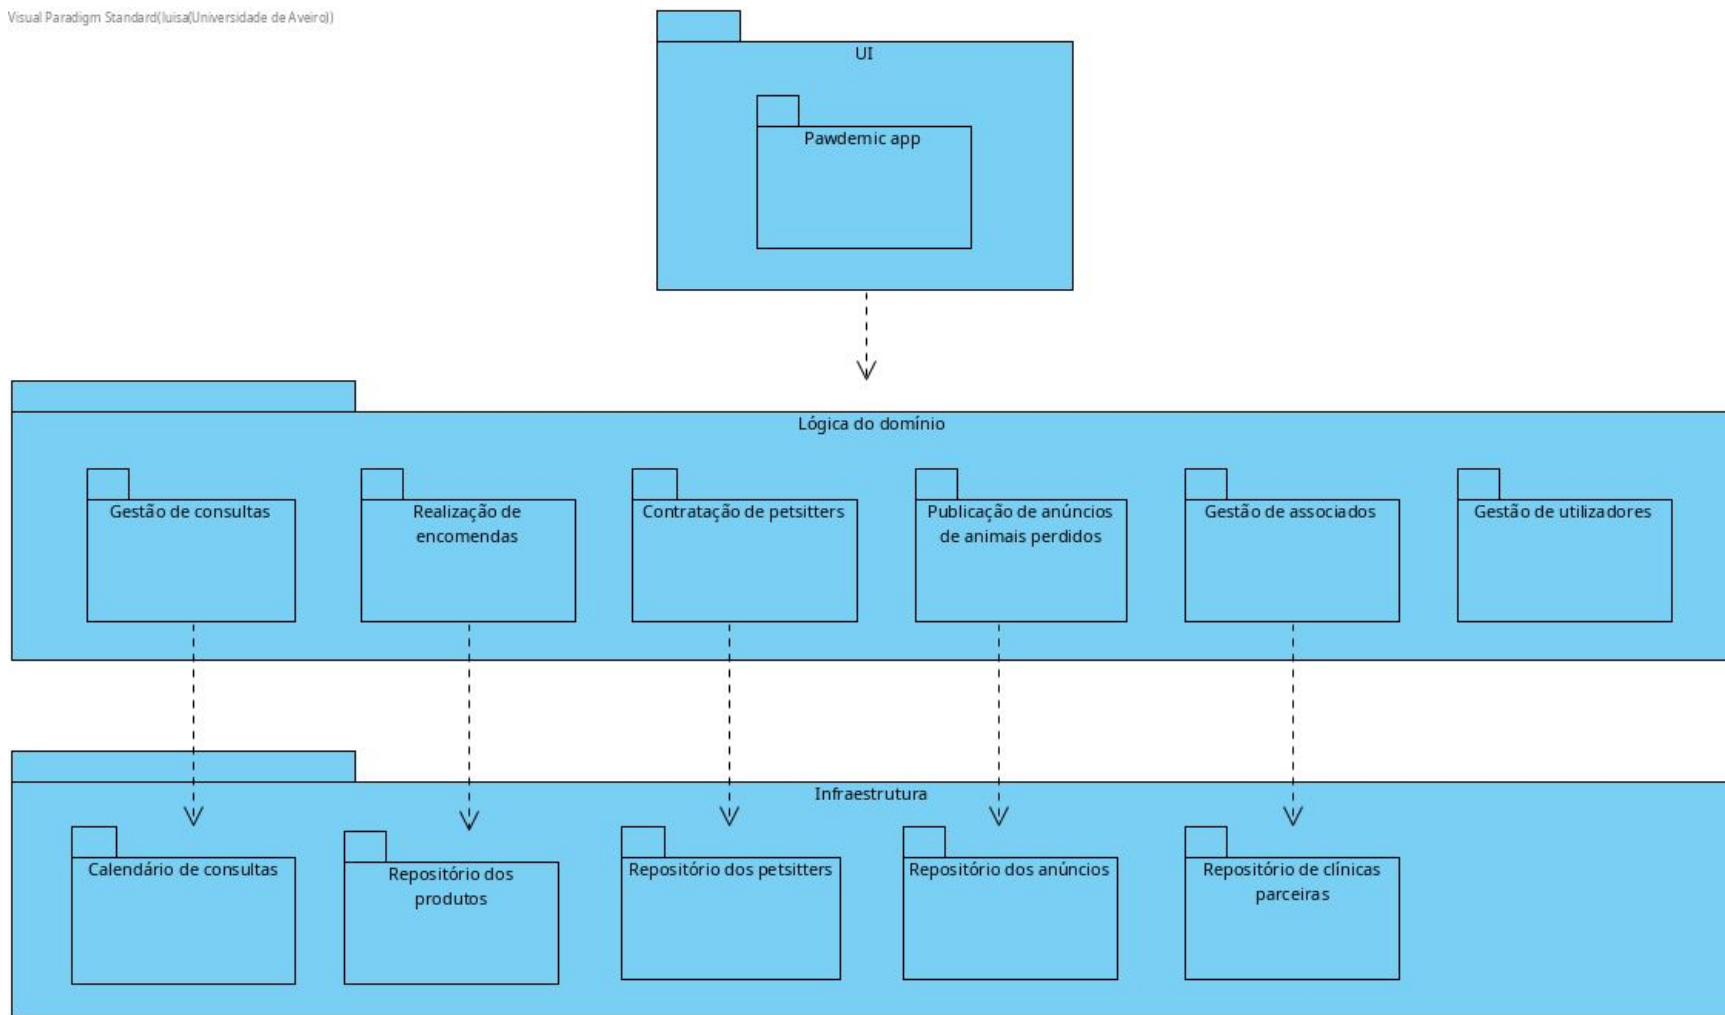 Visual Paradigm Standard(luisa(Universidade de Aveiro))
UI
Pawdemic app
Lógica do domínio
Gestão de consultas
Realização de
encomendas
Contratação de petsitters
Publicação de anúncios
de animais perdidos
Gestão de associados
Gestão de utilizadores
Infraestrutura
Calendário de consultas
Repositório dos
produtos
Repositório dos petsitters
Repositório dos anúncios
Repositório de clínicas
parceiras